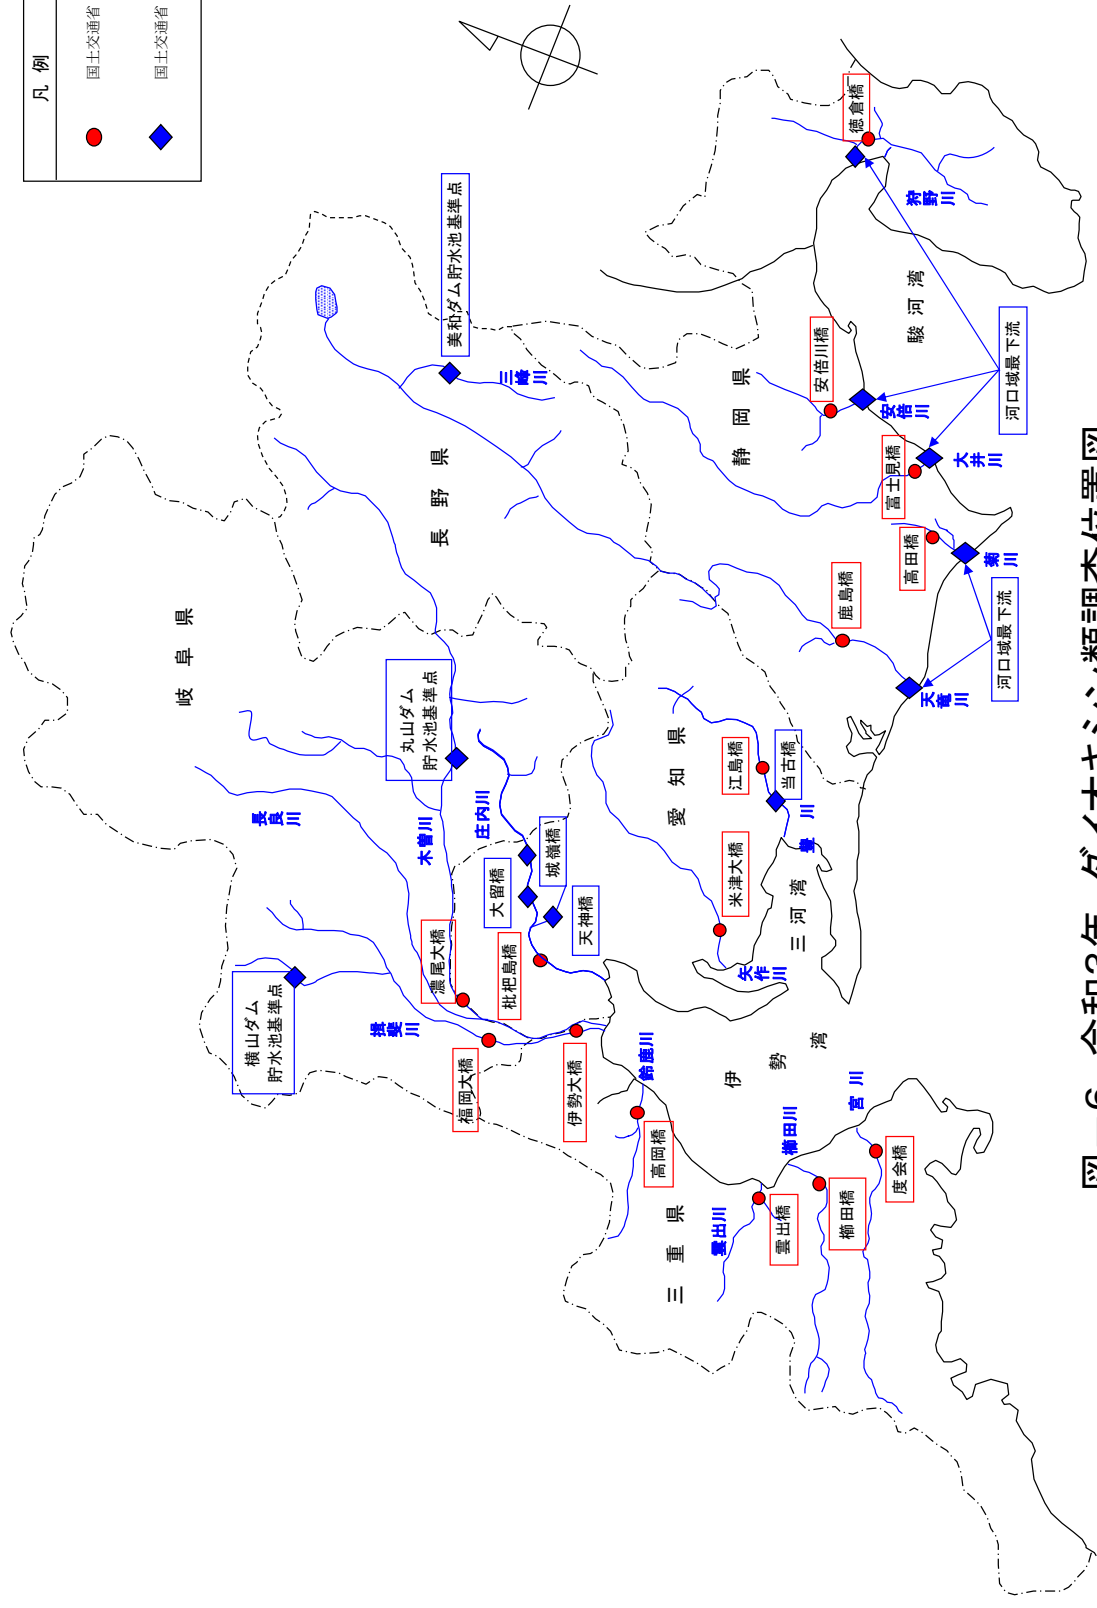 凡 例
国土交通省
国土交通省
岐阜県
長野県
静岡県
愛知県
三重県
駿河湾
三河湾
伊勢湾
美和ダム貯水池基準点
三峰川
徳倉橋
狩野川
安倍川橋
安倍川
河口域最下流
富士見橋
大井川
高田橋
菊川
鹿島橋
天竜川
河口域最下流
丸山ダム
貯水池基準点
木曽川
庄内川
長良川
城嶺橋
大留橋
天神橋
枇杷島橋
濃尾大橋
横山ダム
貯水池基準点
揖斐川
福岡大橋
伊勢大橋
江島橋
当古橋
豊川
米津大橋
矢作川
鈴鹿川
高岡橋
雲出川
雲出橋
櫛田川
櫛田橋
宮川
度会橋